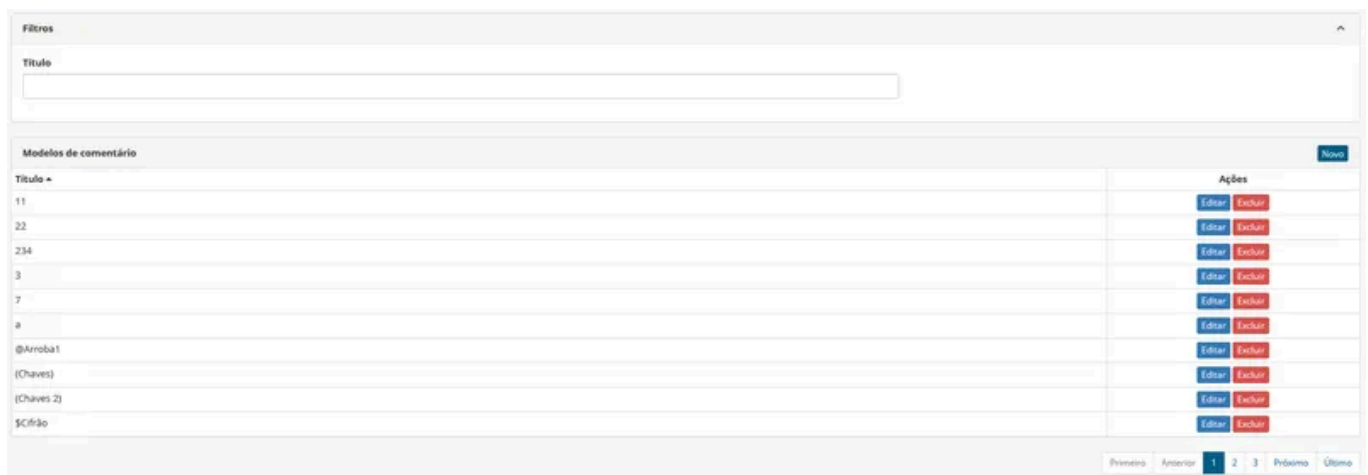 Filtros
Título
Modelos de comentário Novo
Título Ações
11 Editar Excluir
22 Editar Excluir
234 Editar Excluir
3 Editar Excluir
7 Editar Excluir
a Editar Excluir
@Arroba1 Editar Excluir
(Chaves) Editar Excluir
(Chaves 2) Editar Excluir
$Cifrão Editar Excluir
Primeiro Anterior 1 2 3 Próximo Último